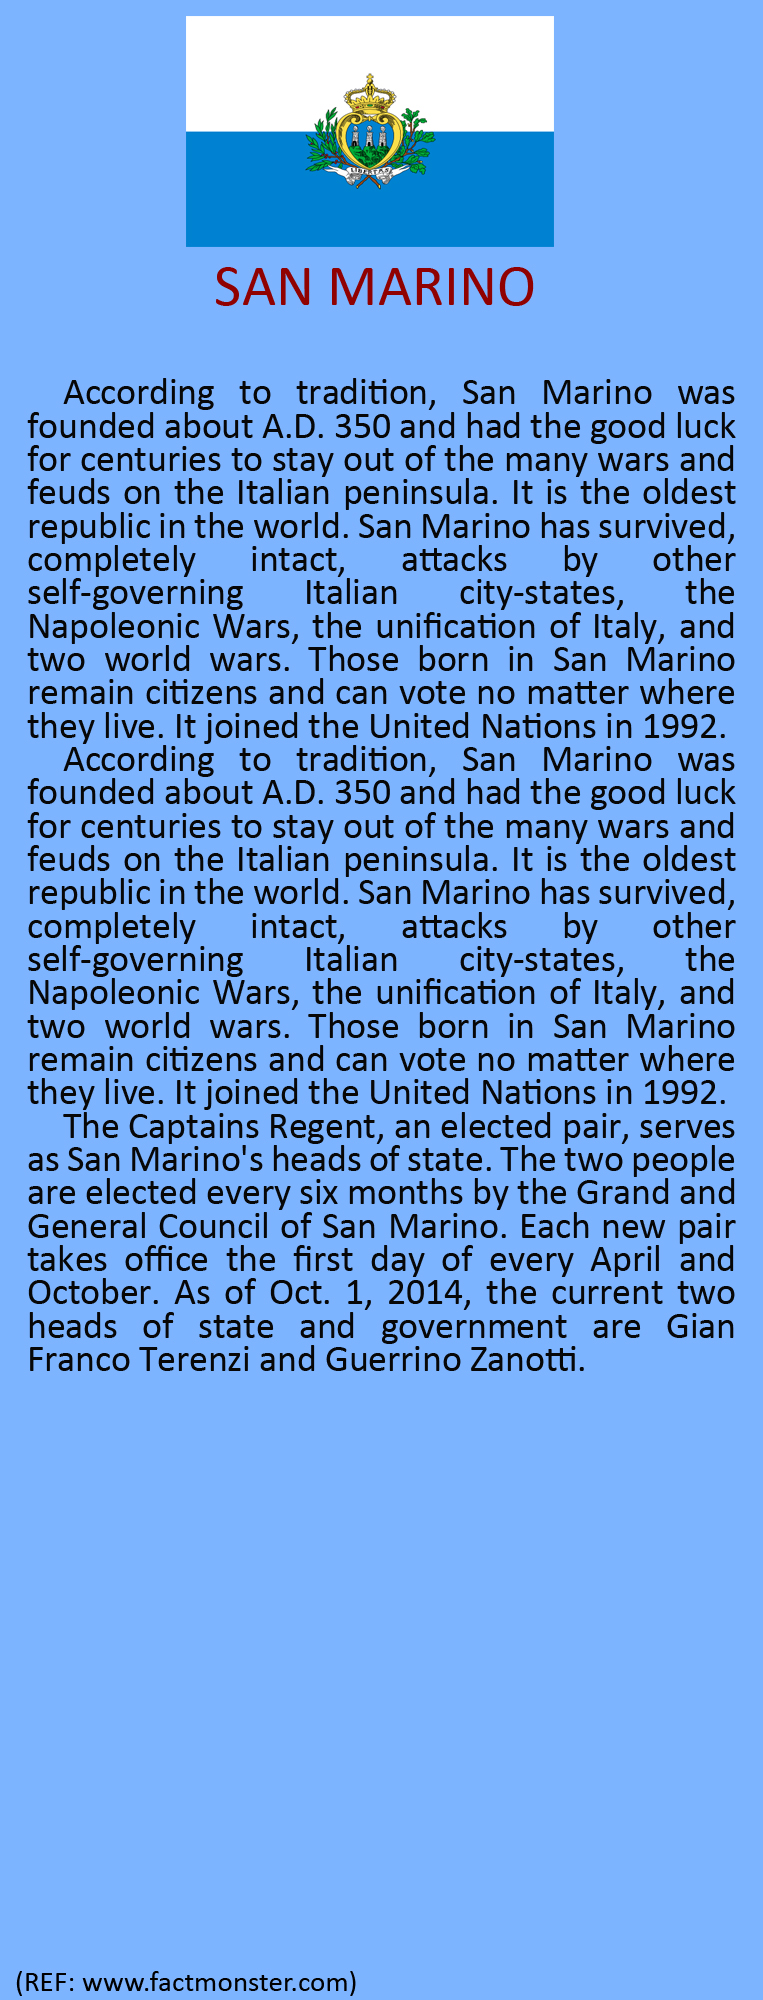 LIBERTAS
SAN MARINO
According to tradition, San Marino was
founded about A.D. 350 and had the good luck
for centuries to stay out of the many wars and
feuds on the Italian peninsula. It is the oldest
republic in the world. San Marino has survived,
completely intact, attacks by other
self-governing Italian city-states, the
Napoleonic Wars, the unification of Italy, and
two world wars. Those born in San Marino
remain citizens and can vote no matter where
they live. It joined the United Nations in 1992.
According to tradition, San Marino was
founded about A.D. 350 and had the good luck
for centuries to stay out of the many wars and
feuds on the Italian peninsula. It is the oldest
republic in the world. San Marino has survived,
completely intact, attacks by other
self-governing Italian city-states, the
Napoleonic Wars, the unification of Italy, and
two world wars. Those born in San Marino
remain citizens and can vote no matter where
they live. It joined the United Nations in 1992.
The Captains Regent, an elected pair, serves
as San Marino's heads of state. The two people
are elected every six months by the Grand and
General Council of San Marino. Each new pair
takes office the first day of every April and
October. As of Oct. 1, 2014, the current two
heads of state and government are Gian
Franco Terenzi and Guerrino Zanotti.
(REF: www.factmonster.com)